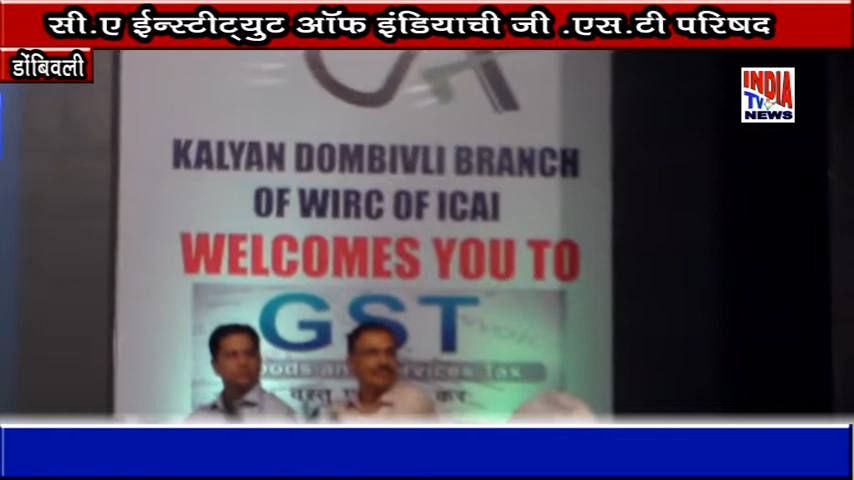 सी.ए ईन्स्टीट्युट ऑफ इंडियाची जी .एस.टी परिषद
डोंबिवली
INDIA
TV
NEWS
KALYAN DOMBIVLI BRANCH
OF WIRC OF ICAI
WELCOMES YOU TO
GST
कर